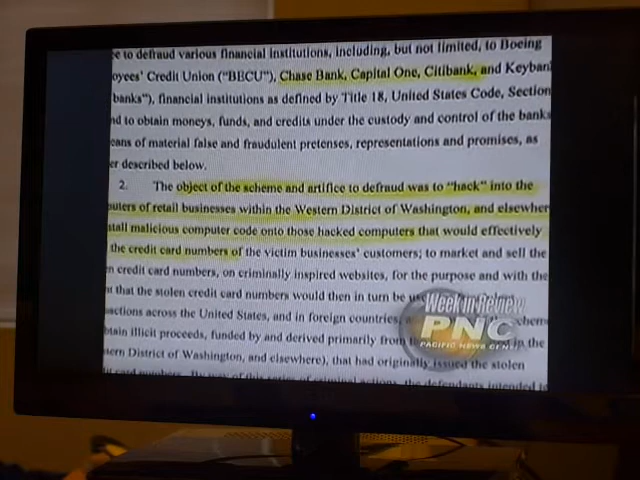 e to defraud various financial institutions, including, but not limited, to Boeing
oyees' Credit Union ("BECU"), Chase Bank, Capital One, Citibank, and Keyban
banks"), financial institutions as defined by Title 18, United States Code, Section
nd to obtain moneys, funds, and credits under the custody and control of the banks
eans of material false and fraudulent pretenses, representations and promises, as
er described below.
2. The object of the scheme and artifice to defraud was to "hack" into the
uters of retail businesses within the Western District of Washington, and elsewher
stall malicious computer code onto those hacked computers that would effectively
the credit card numbers of the victim businesses' customers; to market and sell the
n credit card numbers, on criminally inspired websites, for the purpose and with the
t that the stolen credit card numbers would then in turn be
actions across the United States, and in foreign countries,
btain illicit proceeds, funded by and derived primarily from in the
tern District of Washington, and elsewhere), that had originally issued the stolen
the defendants intended to
Week in Review
PNC
PACIFIC NEWS CENTER